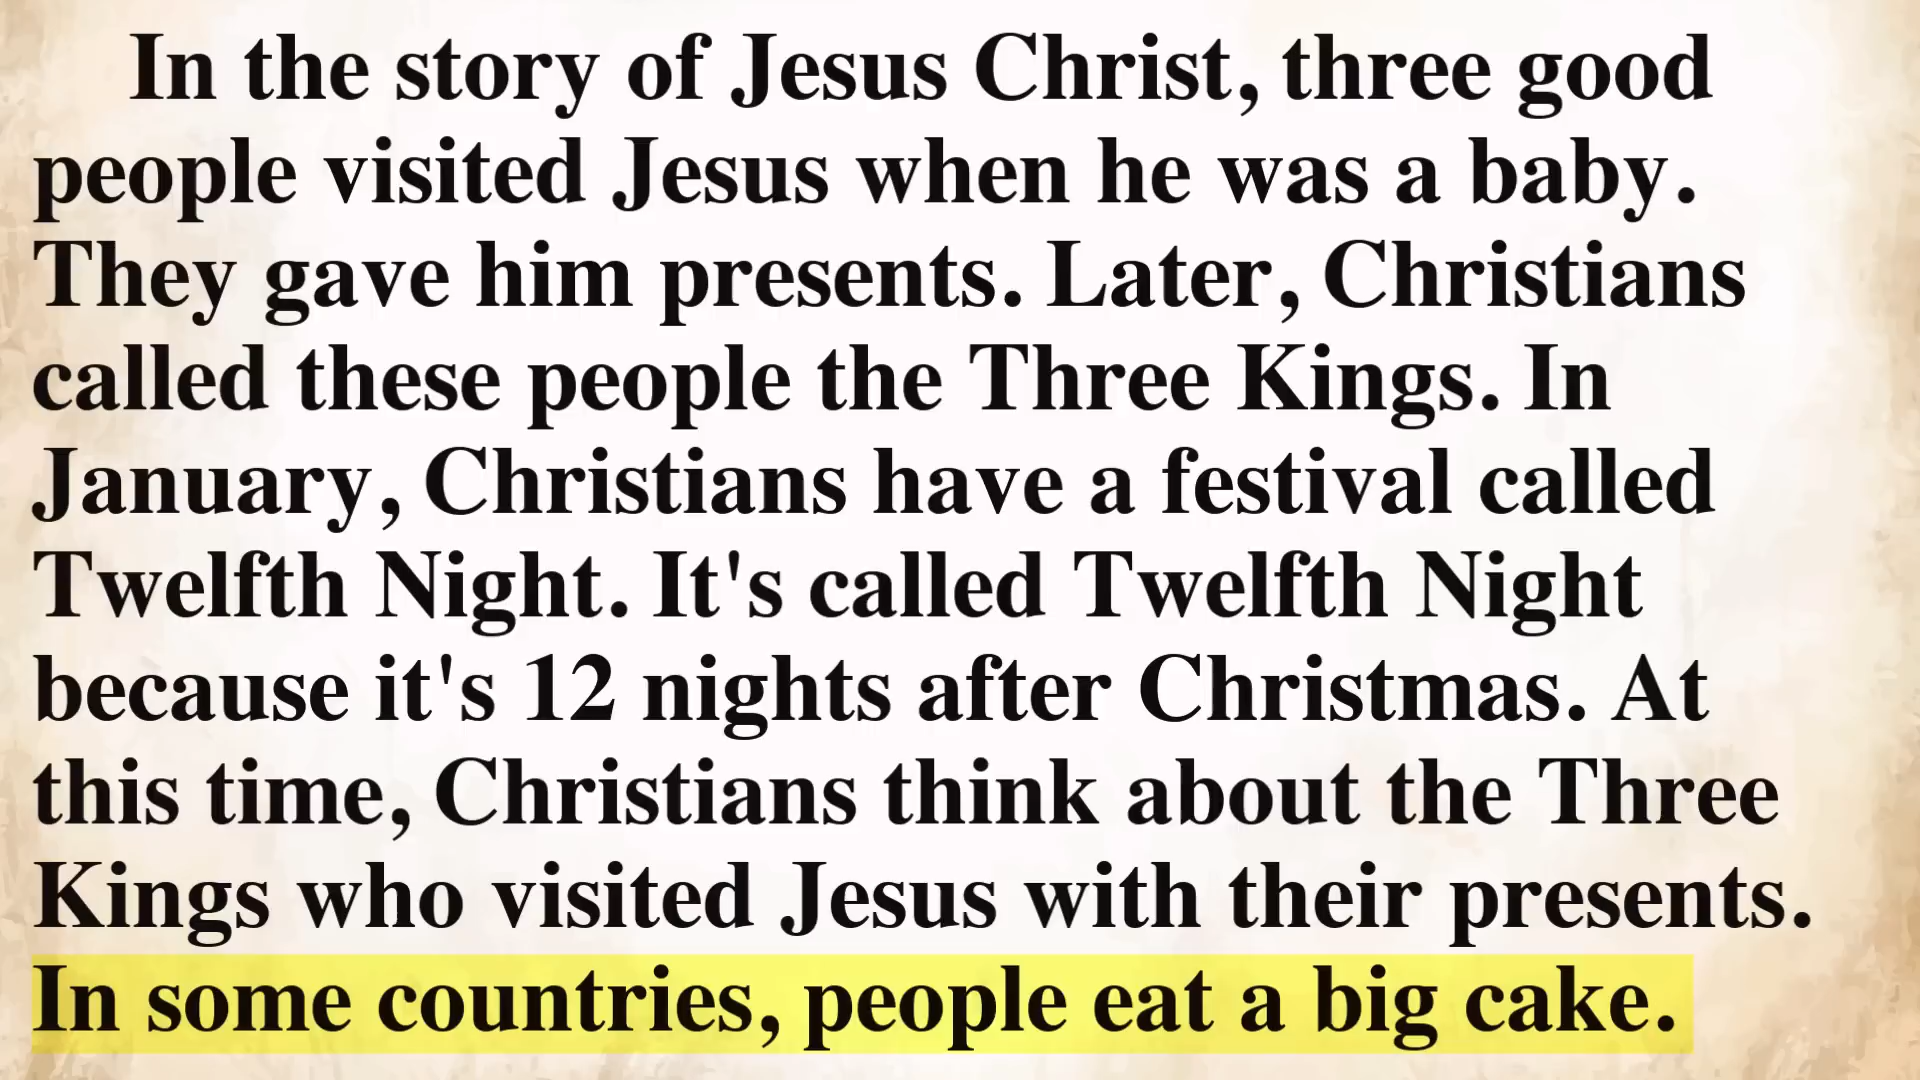 In the story of Jesus Christ, three good
people visited Jesus when he was a baby.
They gave him presents. Later, Christians
called these people the Three Kings. In
January, Christians have a festival called
Twelfth Night. It's called Twelfth Night
because it's 12 nights after Christmas. At
this time, Christians think about the Three
Kings who visited Jesus with their presents.
In some countries, people eat a big cake.